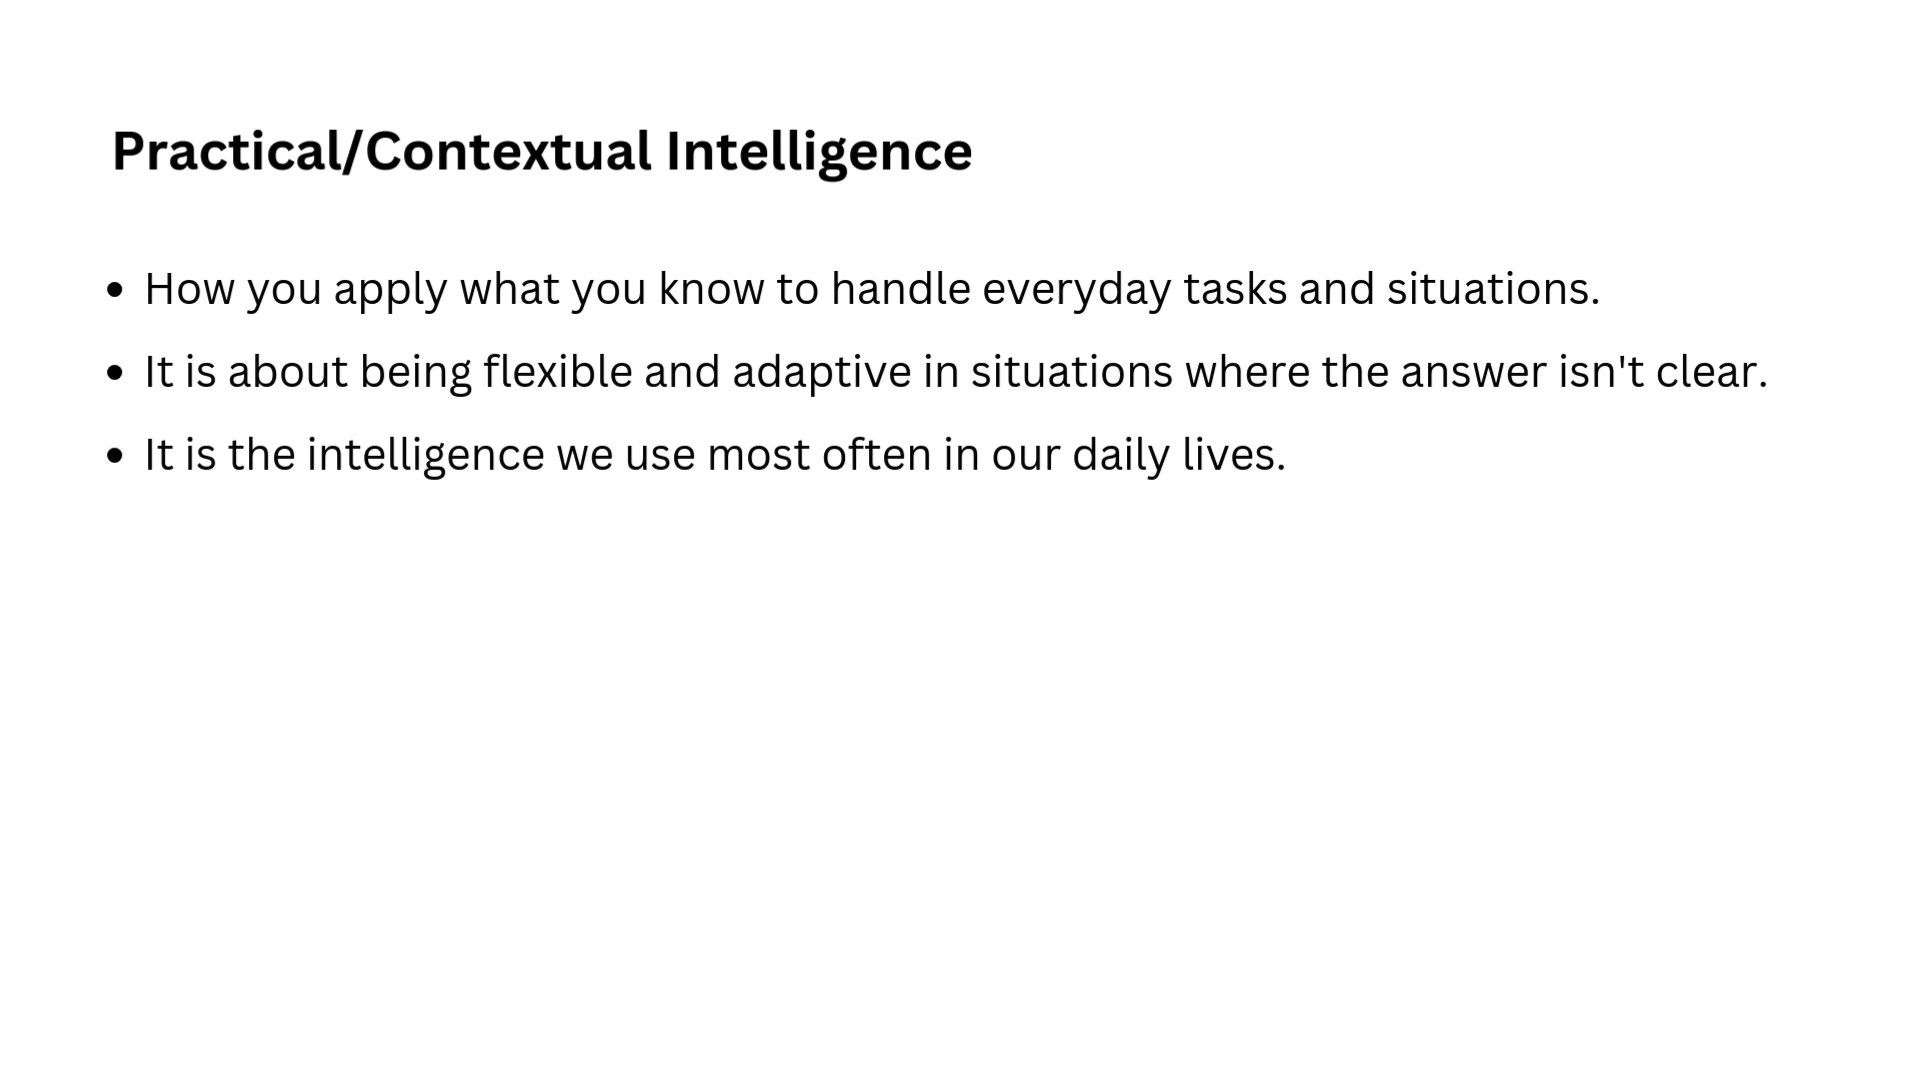 Practical/Contextual Intelligence
• How you apply what you know to handle everyday tasks and situations.
• It is about being flexible and adaptive in situations where the answer isn't clear.
• It is the intelligence we use most often in our daily lives.